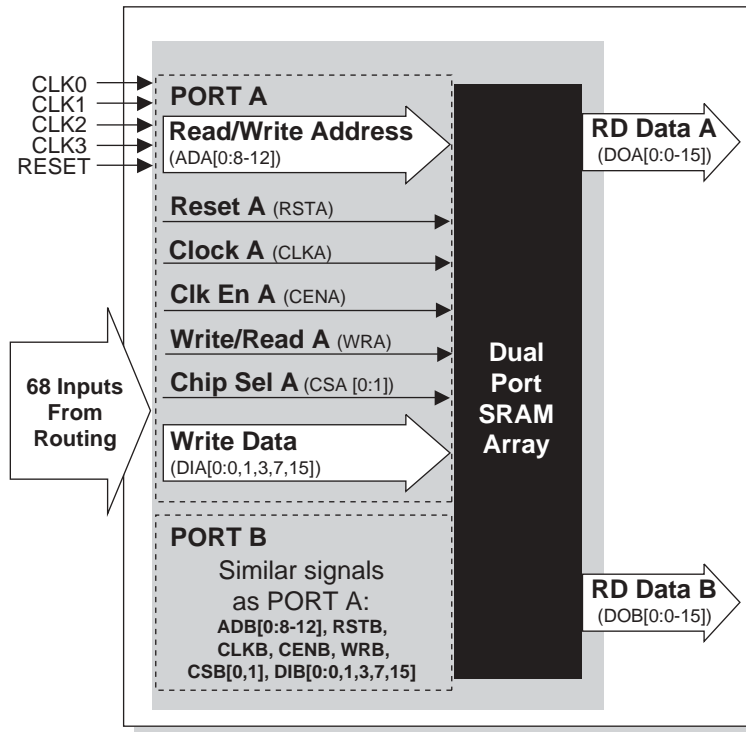 CLK0
CLK1
CLK2
CLK3
RESET
PORT A
Read/Write Address
(ADA[0:8-12])
Reset A (RSTA)
Clock A (CLKA)
Clk En A (CENA)
Write/Read A (WRA)
Chip Sel A (CSA [0:1])
Write Data
(DIA[0:0,1,3,7,15])
68 Inputs
From
Routing
PORT B
Similar signals
as PORT A:
ADB[0:8-12], RSTB,
CLKB, CENB, WRB,
CSB[0,1], DIB[0:0,1,3,7,15]
Dual
Port
SRAM
Array
RD Data A
(DOA[0:0-15])
RD Data B
(DOB[0:0-15])